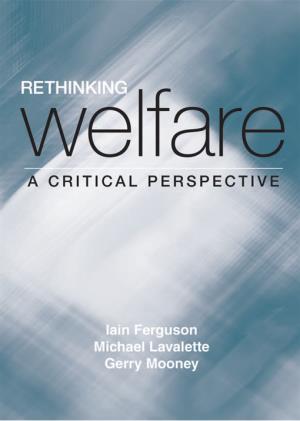 RETHINKING
welfare
A CRITICAL PERSPECTIVE
Iain Ferguson
Michael Lavalette
Gerry Mooney